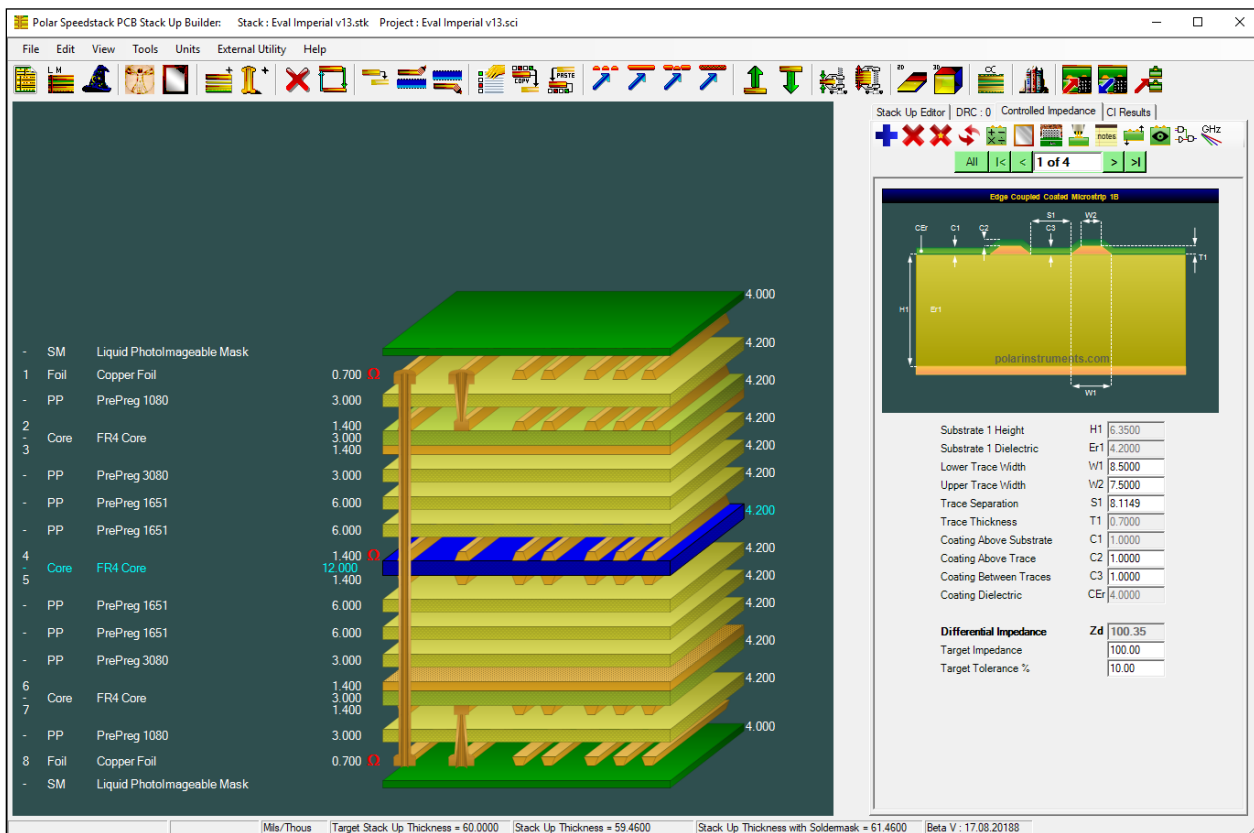 Polar Speedstack PCB Stack Up Builder: Stack : Eval Imperial v13.stk Project : Eval Imperial v13.sci
File Edit View Tools Units External Utility Help
L M
COPY
PASTE
2D
3D
Stack Up Editor DRC : 0 Controlled Impedance CI Results
notes
GHz
All |< < 1 of 4 > >|
Edge Coupled Coated Microstrip 1B
S1 W2
CEr C1 C2 C3
T1
H1 Er1
polarinstruments.com
W1
4.000
- SM Liquid PhotoImageable Mask 4.200
1 Foil Copper Foil 0.700 Ω 4.200
- PP PrePreg 1080 3.000
2 1.400 4.200
- Core FR4 Core 3.000
3 1.400 4.200
- PP PrePreg 3080 3.000 4.200
- PP PrePreg 1651 6.000
- PP PrePreg 1651 6.000 4.200
4 1.400 Ω 4.200
- Core FR4 Core 12.000
5 1.400 4.200
- PP PrePreg 1651 6.000 4.200
- PP PrePreg 1651 6.000
- PP PrePreg 3080 3.000 4.200
6 1.400 4.200
- Core FR4 Core 3.000
7 1.400
- PP PrePreg 1080 3.000 4.000
8 Foil Copper Foil 0.700 Ω
- SM Liquid PhotoImageable Mask
Substrate 1 Height H1 6.3500
Substrate 1 Dielectric Er1 4.2000
Lower Trace Width W1 8.5000
Upper Trace Width W2 7.5000
Trace Separation S1 8.1149
Trace Thickness T1 0.7000
Coating Above Substrate C1 1.0000
Coating Above Trace C2 1.0000
Coating Between Traces C3 1.0000
Coating Dielectric CEr 4.0000
Differential Impedance Zd 100.35
Target Impedance 100.00
Target Tolerance % 10.00
Mils/Thous Target Stack Up Thickness = 60.0000 Stack Up Thickness = 59.4600 Stack Up Thickness with Soldermask = 61.4600 Beta V : 17.08.20188